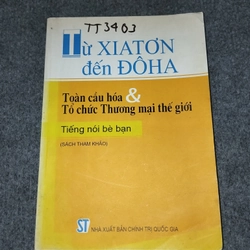 TT3403
Từ XIATƠN
đến ĐÔHA
Toàn cầu hóa &
Tổ chức Thương mại thế giới
Tiếng nói bè bạn
(SÁCH THAM KHẢO)
ST NHÀ XUẤT BẢN CHÍNH TRỊ QUỐC GIA